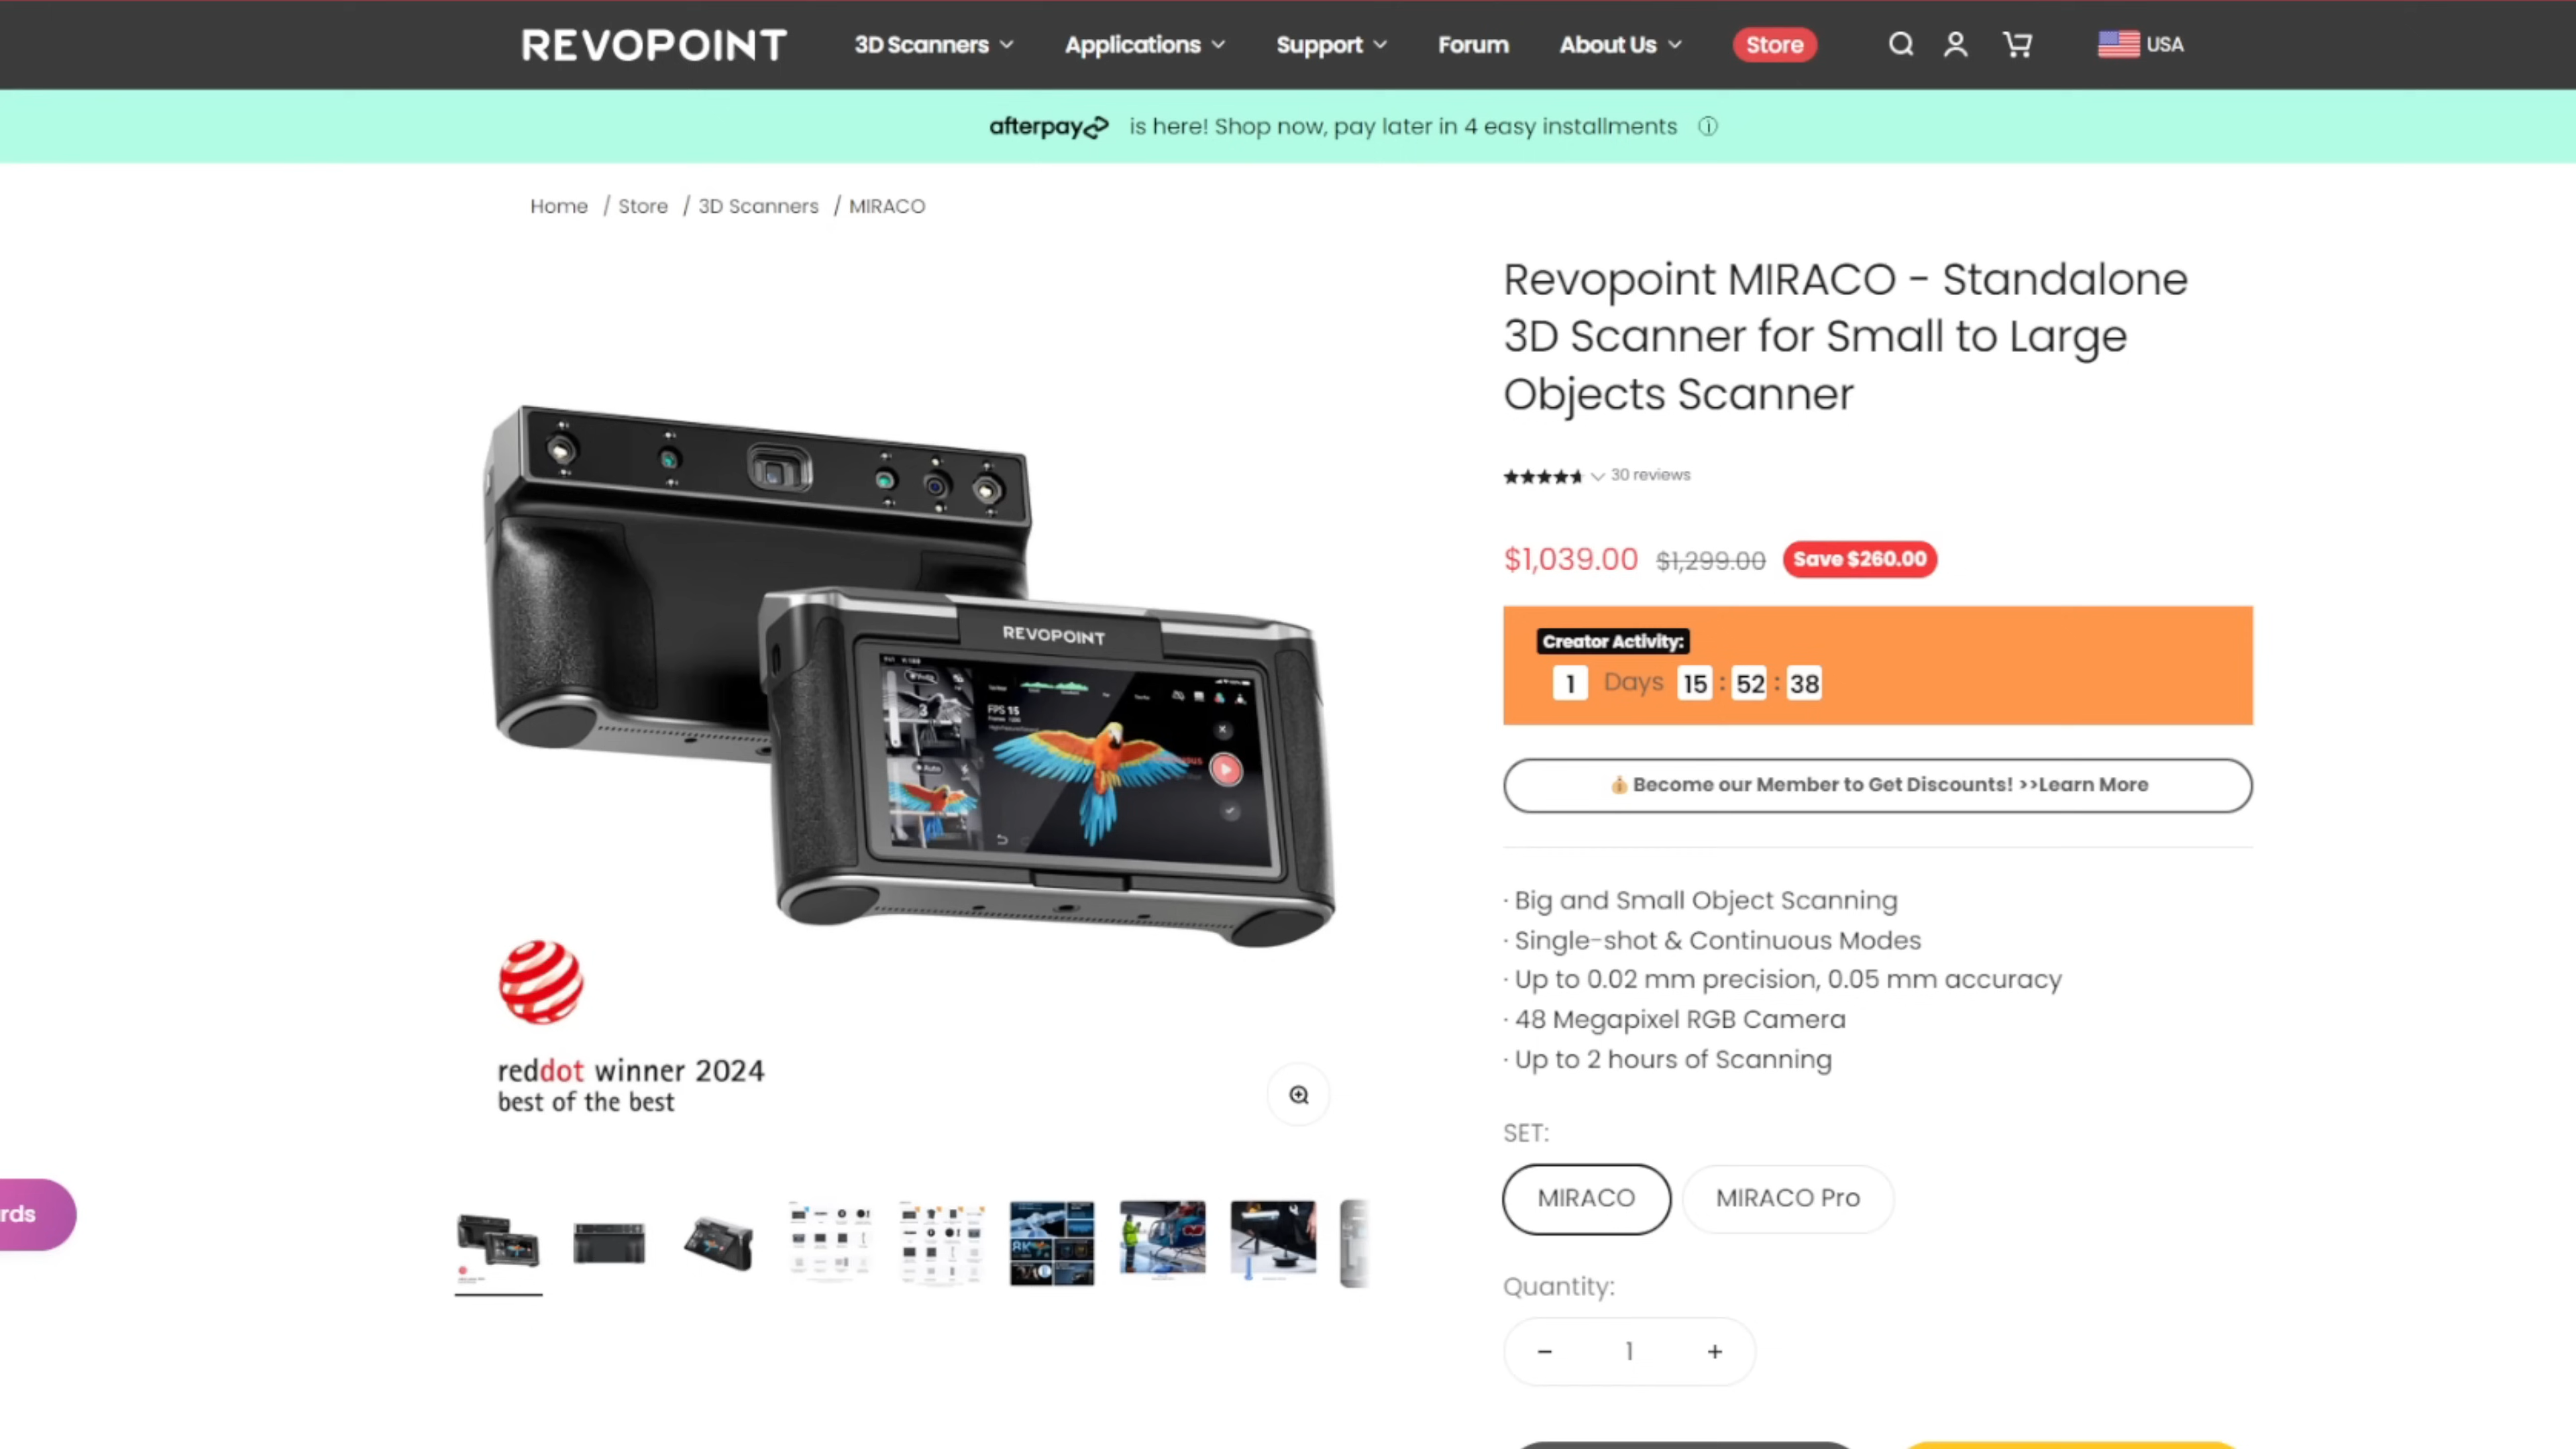 REVOPOINT
3D Scanners
Applications
Support
Forum
About Us
Store
USA
afterpay is here! Shop now, pay later in 4 easy installments
Home / Store / 3D Scanners / MIRACO
Revopoint MIRACO - Standalone
3D Scanner for Small to Large
Objects Scanner
30 reviews
$1,039.00 $1,299.00 Save $260.00
Creator Activity:
1 Days 15 : 52 : 38
Become our Member to Get Discounts! >>Learn More
· Big and Small Object Scanning
· Single-shot & Continuous Modes
· Up to 0.02 mm precision, 0.05 mm accuracy
· 48 Megapixel RGB Camera
· Up to 2 hours of Scanning
SET:
MIRACO
MIRACO Pro
Quantity:
− 1 +
REVOPOINT
FPS 15
3
Auto
reddot winner 2024
best of the best
rds
8K